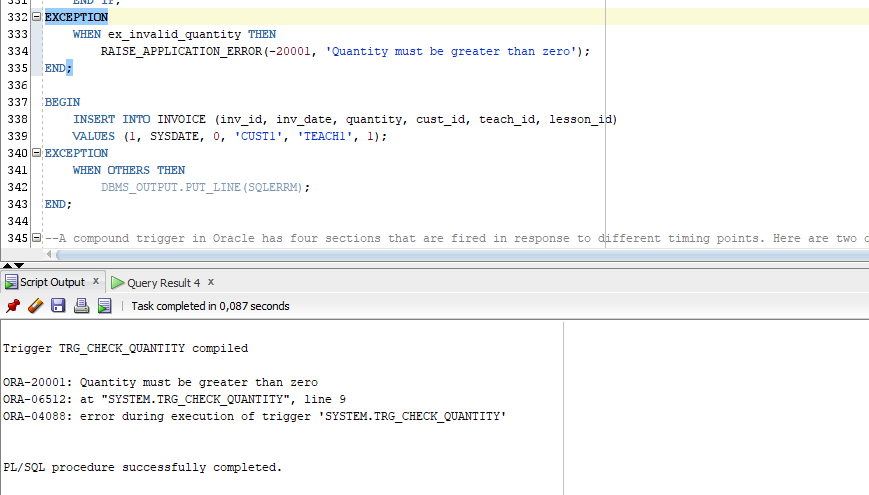 331 END IF;
332 EXCEPTION
333 WHEN ex_invalid_quantity THEN
334 RAISE_APPLICATION_ERROR(-20001, 'Quantity must be greater than zero');
335 END;
336
337 BEGIN
338 INSERT INTO INVOICE (inv_id, inv_date, quantity, cust_id, teach_id, lesson_id)
339 VALUES (1, SYSDATE, 0, 'CUST1', 'TEACH1', 1);
340 EXCEPTION
341 WHEN OTHERS THEN
342 DBMS_OUTPUT.PUT_LINE(SQLERRM);
343 END;
344
345 --A compound trigger in Oracle has four sections that are fired in response to different timing points. Here are two
Script Output x Query Result 4 x
Task completed in 0,087 seconds
Trigger TRG_CHECK_QUANTITY compiled
ORA-20001: Quantity must be greater than zero
ORA-06512: at "SYSTEM.TRG_CHECK_QUANTITY", line 9
ORA-04088: error during execution of trigger 'SYSTEM.TRG_CHECK_QUANTITY'
PL/SQL procedure successfully completed.